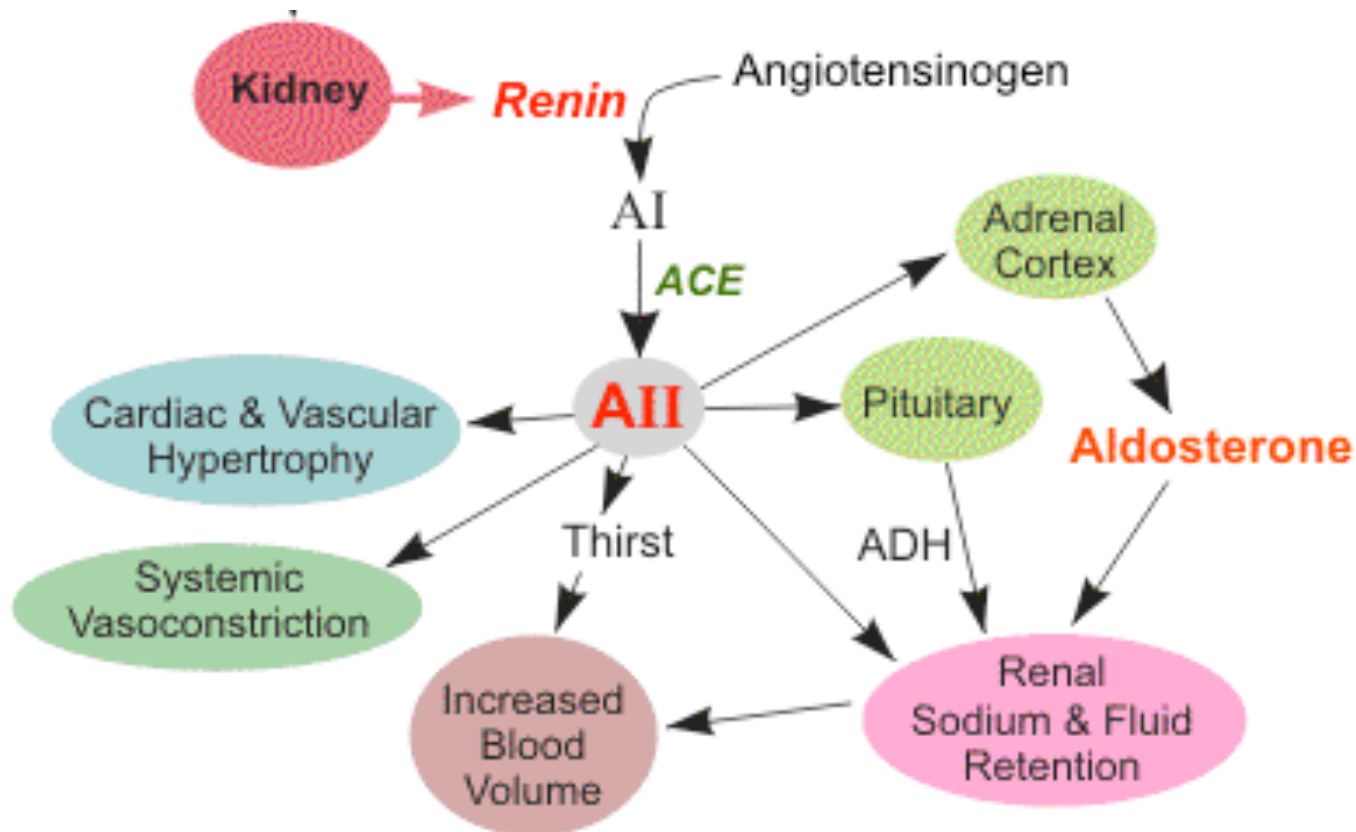 Kidney
Renin
Angiotensinogen
AI
ACE
Adrenal
Cortex
AII
Pituitary
Cardiac & Vascular
Hypertrophy
Aldosterone
Thirst
ADH
Systemic
Vasoconstriction
Increased
Blood
Volume
Renal
Sodium & Fluid
Retention